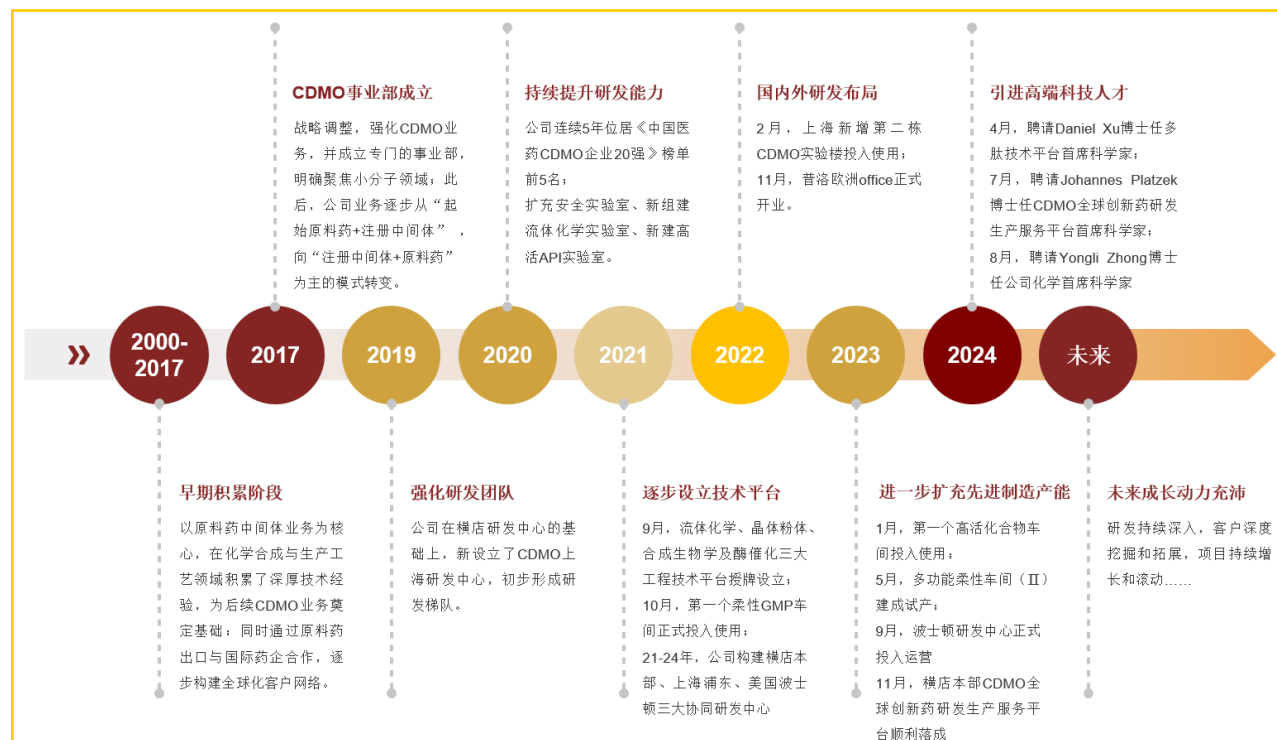 CDMO事业部成立
战略调整，强化CDMO业
务，并成立专门的事业部，
明确聚焦小分子领域；此
后，公司业务逐步从“起
始原料药+注册中间体”，
向“注册中间体+原料药”
为主的模式转变。
持续提升研发能力
公司连续5年位居《中国医
药CDMO企业20强》榜单
前5名；
扩充安全实验室、新组建
流体化学实验室、新建高
活API实验室。
国内外研发布局
2月，上海新增第二栋
CDMO实验楼投入使用；
11月，普洛欧洲office正式
开业。
引进高端科技人才
4月，聘请Daniel Xu博士任多
肽技术平台首席科学家；
7月，聘请Johannes Platzek
博士任CDMO全球创新药研发
生产服务平台首席科学家；
8月，聘请Yongli Zhong博士
任公司化学首席科学家
»
2000-
2017
2017
2019
2020
2021
2022
2023
2024
未来
早期积累阶段
以原料药中间体业务为核
心，在化学合成与生产工
艺领域积累了深厚技术经
验，为后续CDMO业务奠
定基础；同时通过原料药
出口与国际药企合作，逐
步构建全球化客户网络。
强化研发团队
公司在横店研发中心的基
础上，新设立了CDMO上
海研发中心，初步形成研
发梯队。
逐步设立技术平台
9月，流体化学、晶体粉体、
合成生物学及酶催化三大
工程技术平台授牌设立；
10月，第一个柔性GMP车
间正式投入使用；
21-24年，公司构建横店本
部、上海浦东、美国波士
顿三大协同研发中心
进一步扩充先进制造产能
1月，第一个高活化合物车
间投入使用；
5月，多功能柔性车间（II）
建成试产；
9月，波士顿研发中心正式
投入运营
11月，横店本部CDMO全
球创新药研发生产服务平
台顺利落成
未来成长动力充沛
研发持续深入，客户深度
挖掘和拓展，项目持续增
长和滚动……